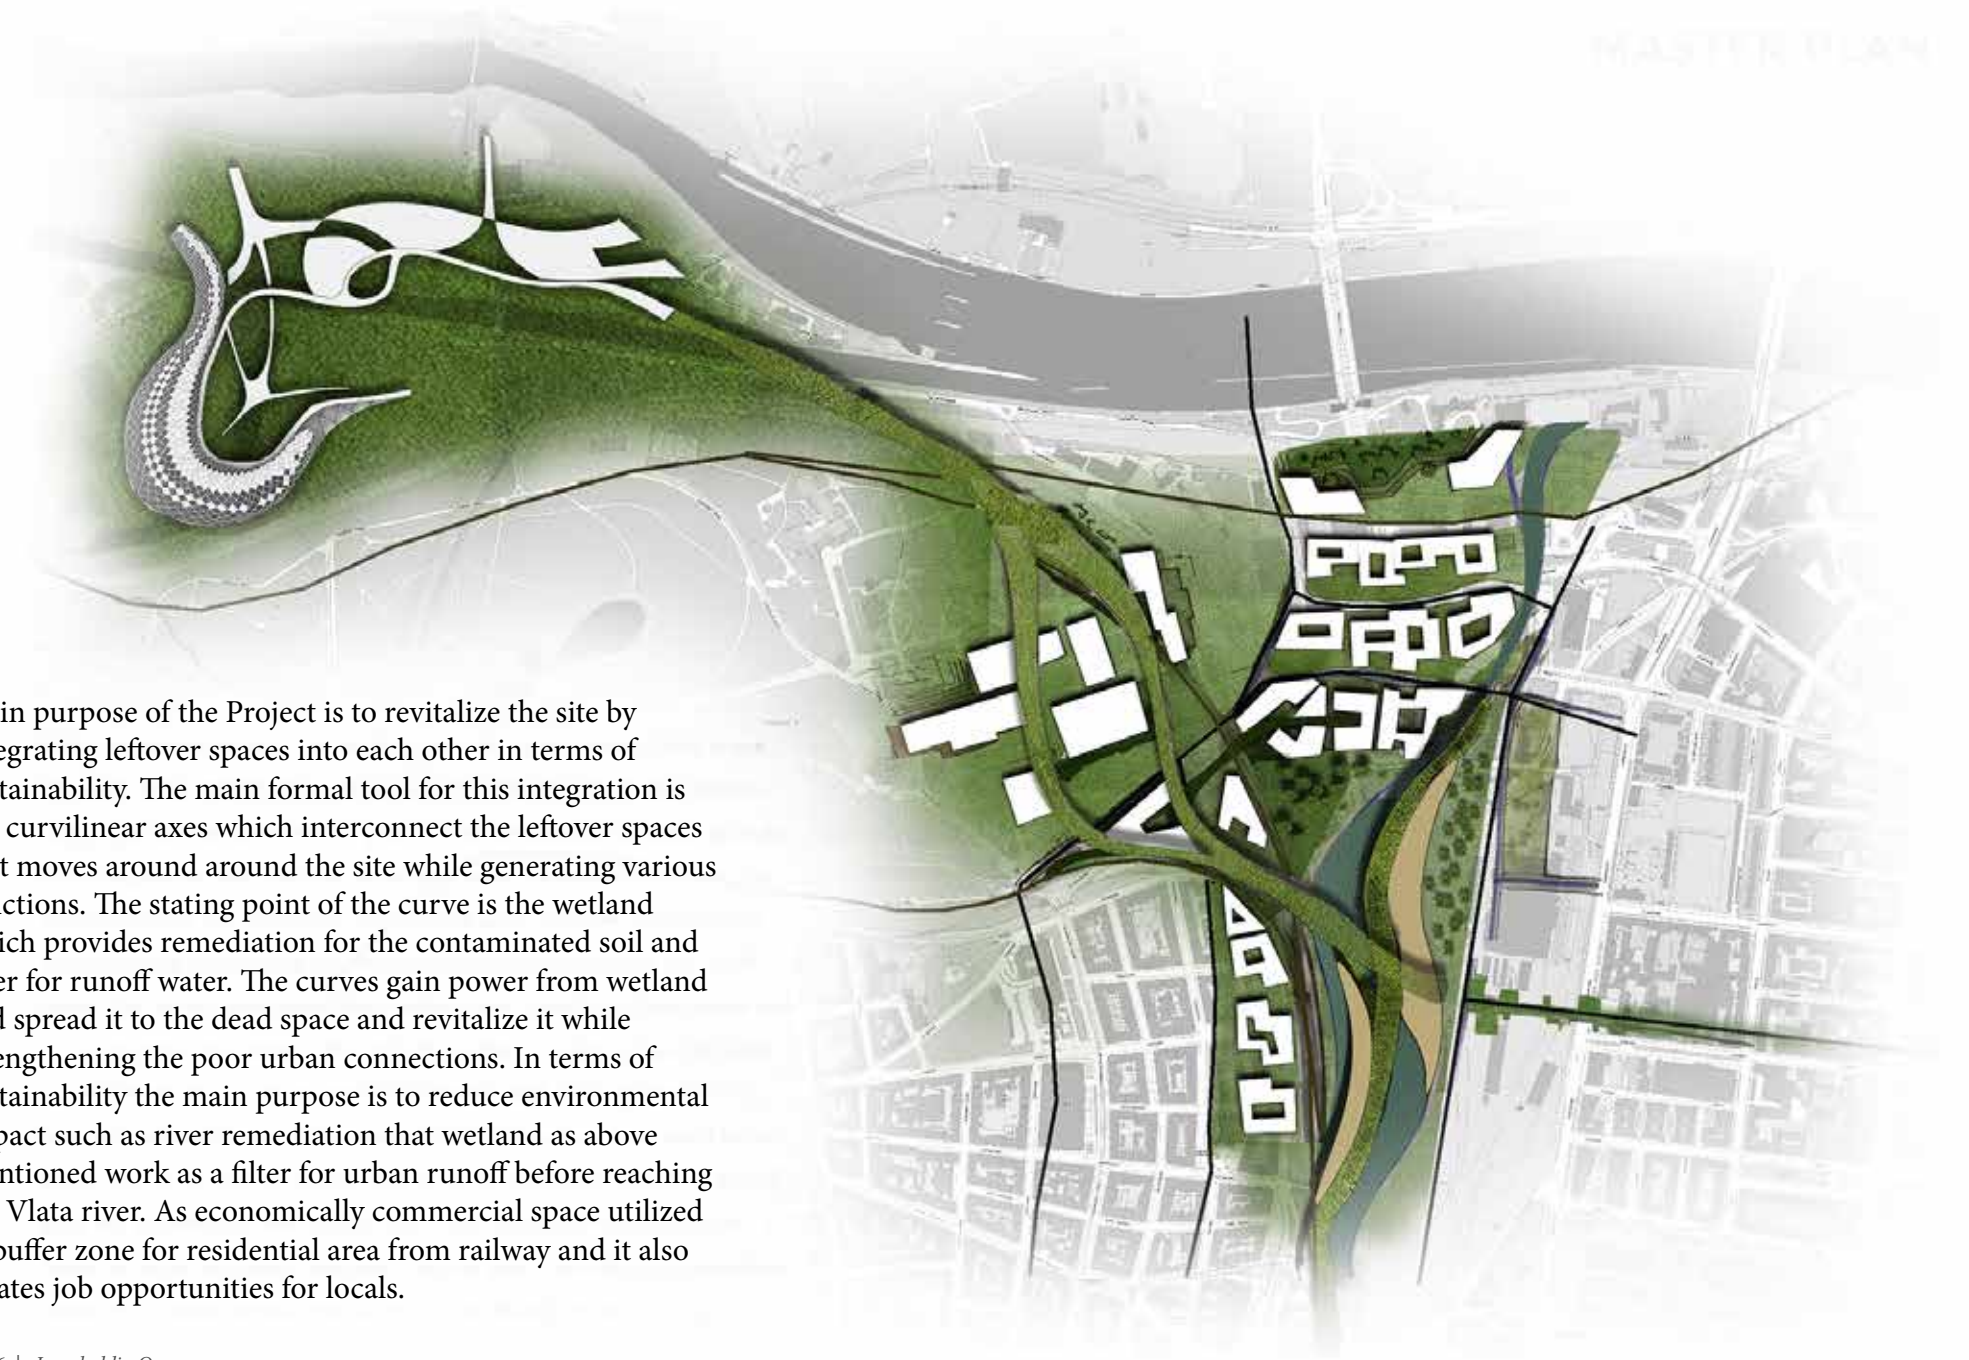 MASTER PLAN
in purpose of the Project is to revitalize the site by
egrating leftover spaces into each other in terms of
tainability. The main formal tool for this integration is
curvilinear axes which interconnect the leftover spaces
t moves around around the site while generating various
ctions. The stating point of the curve is the wetland
ich provides remediation for the contaminated soil and
er for runoff water. The curves gain power from wetland
d spread it to the dead space and revitalize it while
engthening the poor urban connections. In terms of
tainability the main purpose is to reduce environmental
pact such as river remediation that wetland as above
ntioned work as a filter for urban runoff before reaching
Vlata river. As economically commercial space utilized
buffer zone for residential area from railway and it also
ates job opportunities for locals.